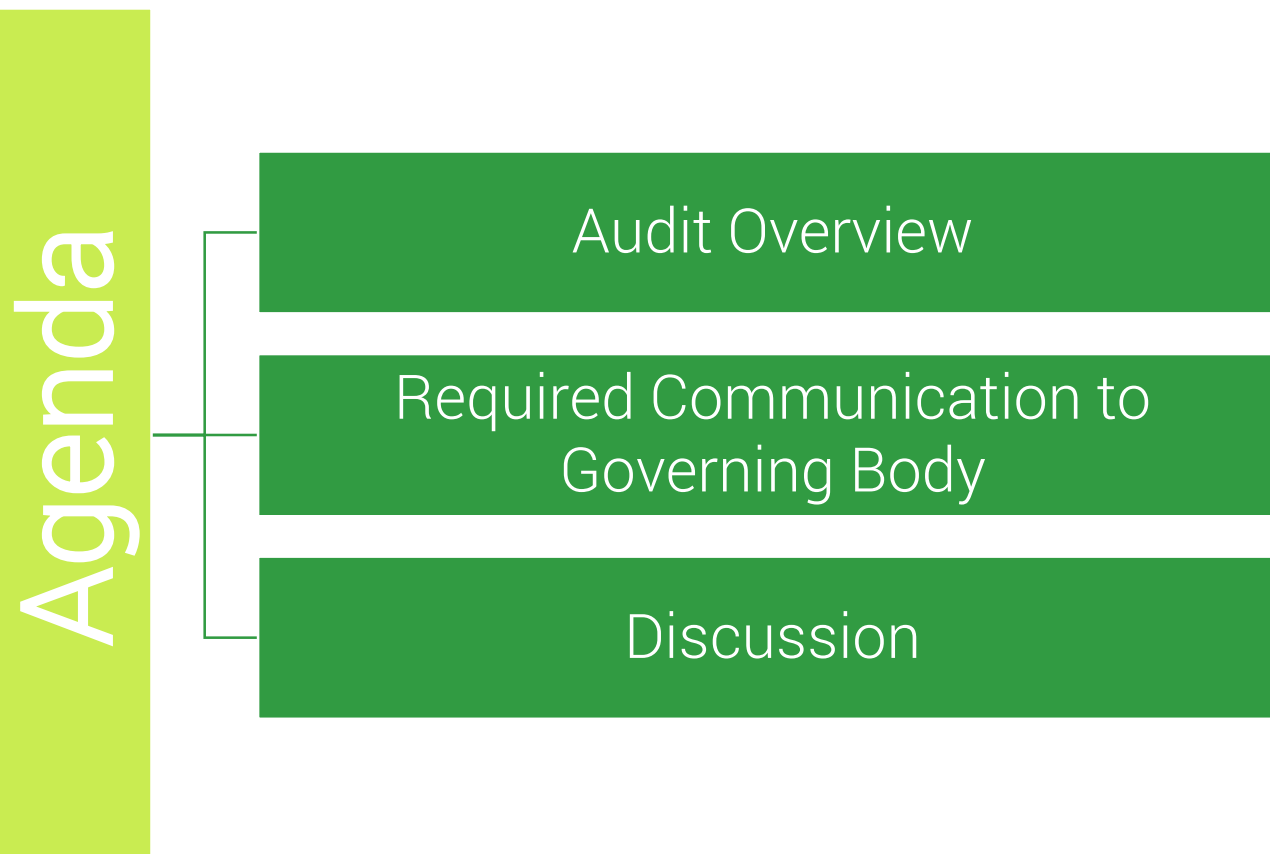 Agenda
Audit Overview
Required Communication to
Governing Body
Discussion